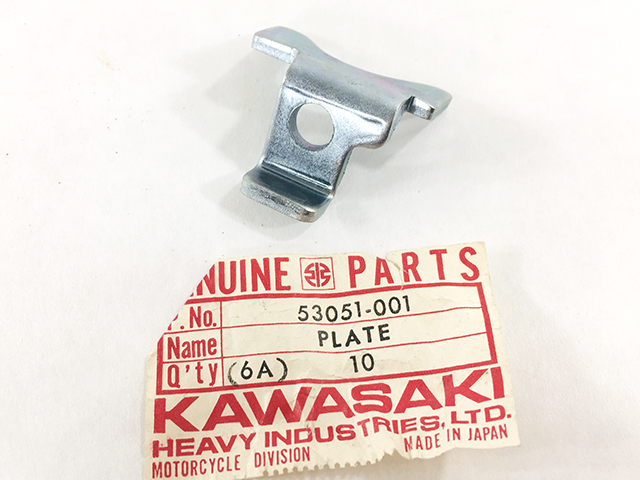 NUINE PARTS
P. No. 53051-001
Name PLATE
Q'ty (6A) 10
KAWASAKI
HEAVY INDUSTRIES, LTD.
MOTORCYCLE DIVISION MADE IN JAPAN